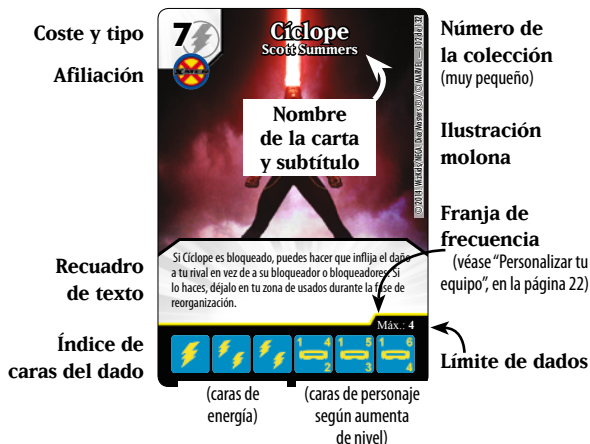 Coste y tipo
Afiliación
Recuadro
de texto
Índice de
caras del dado
7
X-MEN
Cíclope
Scott Summers
Nombre
de la carta
y subtítulo
Si Cíclope es bloqueado, puedes hacer que inflija el daño
a tu rival en vez de a su bloqueador o bloqueadores. Si
lo haces, déjalo en tu zona de usados durante la fase de
reorganización.
Máx.: 4
1 4 2
1 5 3
1 6 4
(caras de
energía)
(caras de personaje
según aumenta
de nivel)
Número de
la colección
(muy pequeño)
Ilustración
molona
Franja de
frecuencia
(véase “Personalizar tu
equipo”, en la página 22)
Límite de dados